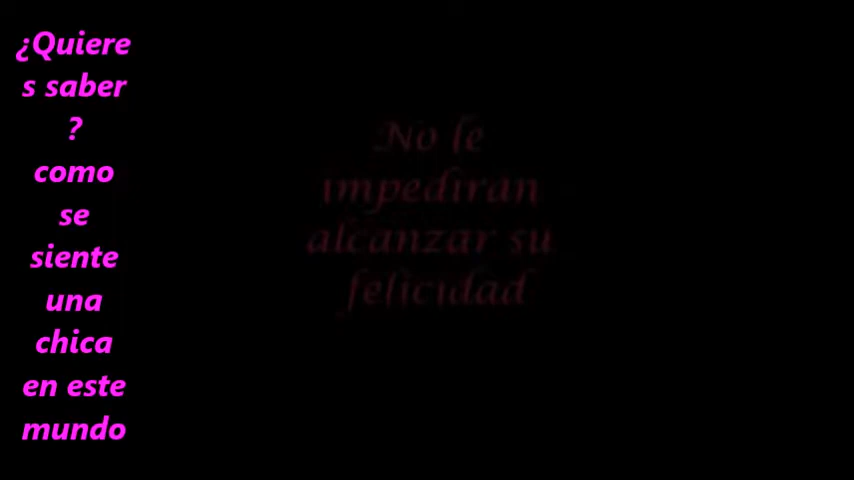 ¿Quiere
s saber
?
como
se
siente
una
chica
en este
mundo
No le
impedirán
alcanzar su
felicidad